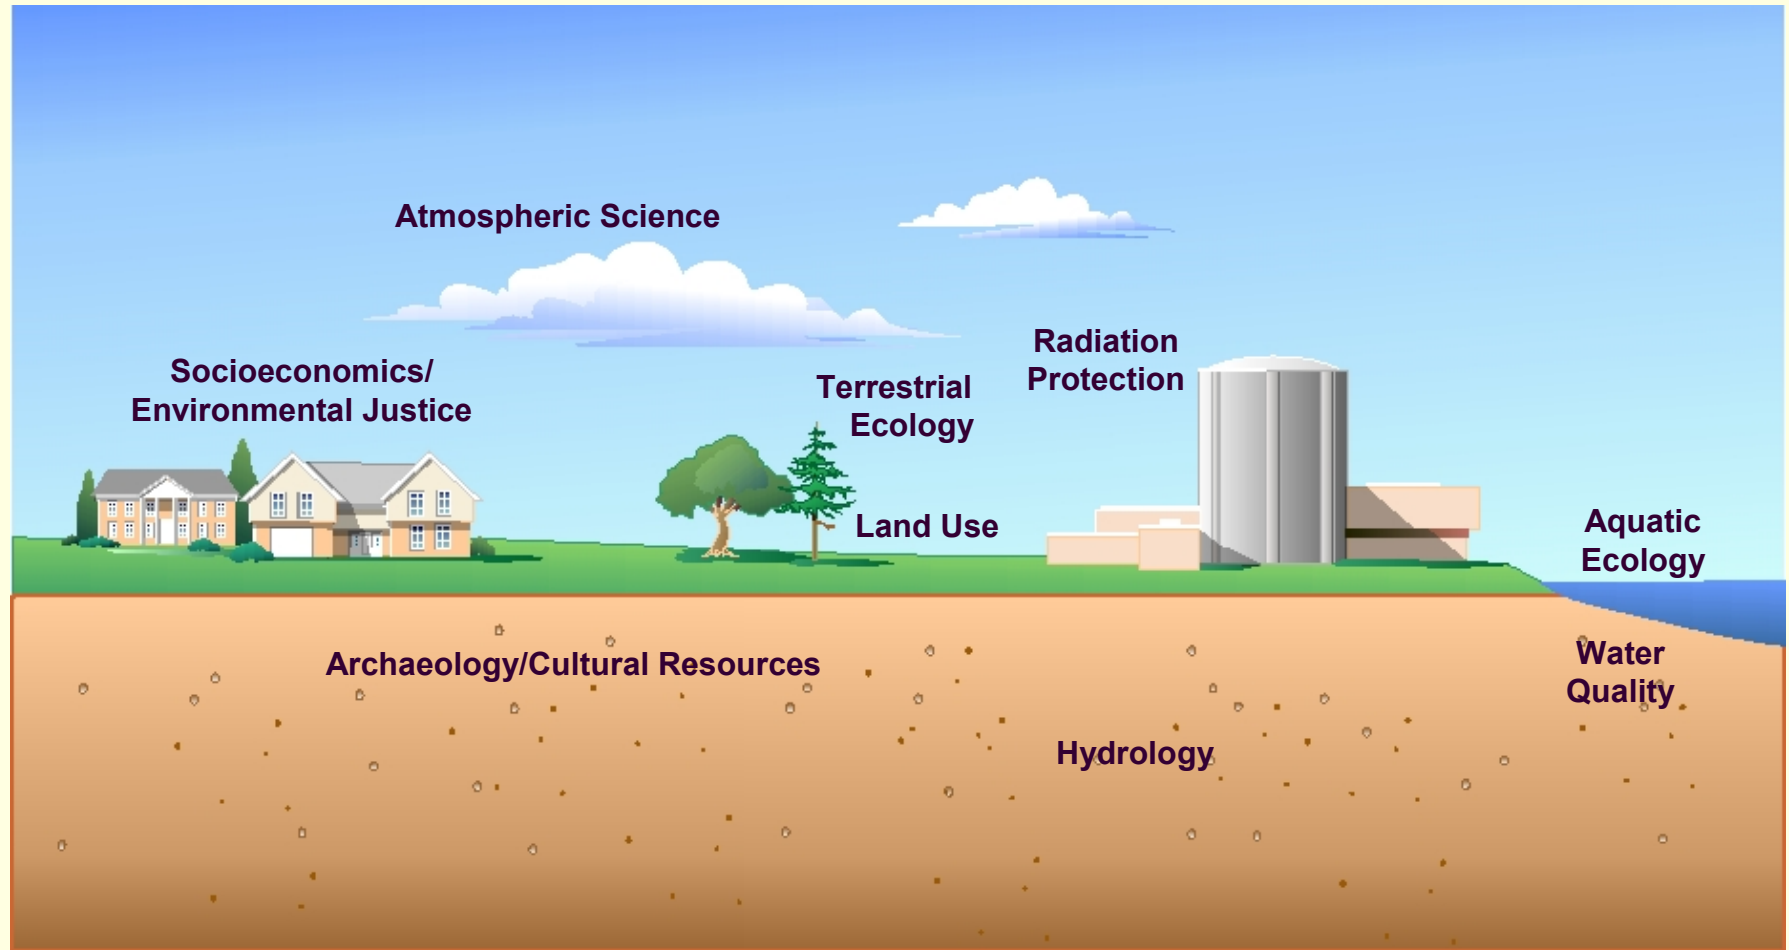 Atmospheric Science
Radiation
Protection
Socioeconomics/
Environmental Justice
Terrestrial
Ecology
Land Use
Aquatic
Ecology
Archaeology/Cultural Resources
Water
Quality
Hydrology